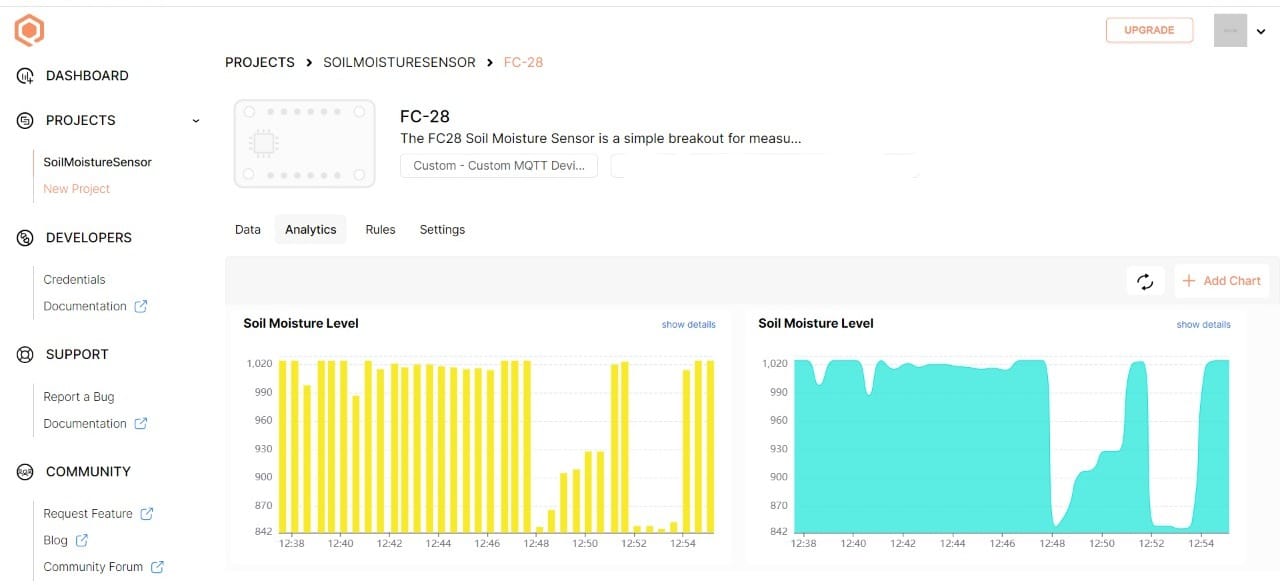 UPGRADE
DASHBOARD
PROJECTS
SoilMoistureSensor
New Project
DEVELOPERS
Credentials
Documentation
SUPPORT
Report a Bug
Documentation
COMMUNITY
Request Feature
Blog
Community Forum
PROJECTS > SOILMOISTURESENSOR > FC-28
FC-28
The FC28 Soil Moisture Sensor is a simple breakout for measu...
Custom - Custom MQTT Devi...
Data Analytics Rules Settings
+ Add Chart
Soil Moisture Level show details
1,020
990
960
930
900
870
842
12:38 12:40 12:42 12:44 12:46 12:48 12:50 12:52 12:54
Soil Moisture Level show details
1,020
990
960
930
900
870
842
12:38 12:40 12:42 12:44 12:46 12:48 12:50 12:52 12:54